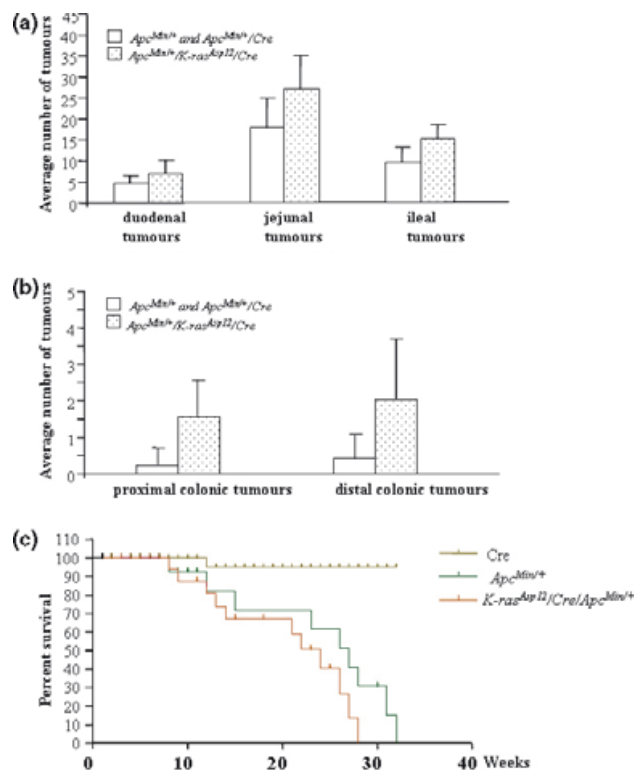 (a)
Average number of tumours
45
40
35
30
25
20
15
10
5
0
Apc^Min/+ and Apc^Min/+/Cre
Apc^Min/+/K-ras^Asp12/Cre
duodenal tumours
jejunal tumours
ileal tumours
(b)
Average number of tumours
5
4
3
2
1
0
Apc^Min/+ and Apc^Min/+/Cre
Apc^Min/+/K-ras^Asp12/Cre
proximal colonic tumours
distal colonic tumours
(c)
Percent survival
110
100
90
80
70
60
50
40
30
20
10
0
0 10 20 30 40 Weeks
Cre
Apc^Min/+
K-ras^Asp12/Cre/Apc^Min/+